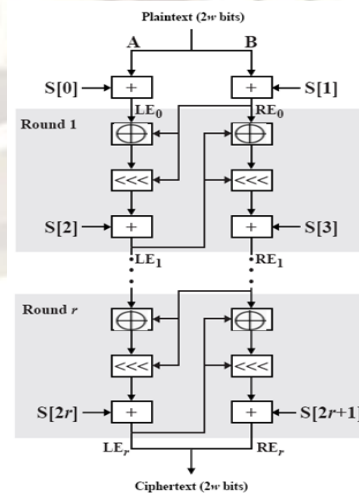 Plaintext (2w bits)
A B
S[0] + + S[1]
LE0 RE0
Round 1
<<< <<<
S[2] + + S[3]
LE1 RE1
Round r
<<< <<<
S[2r] + + S[2r+1]
LEr REr
Ciphertext (2w bits)